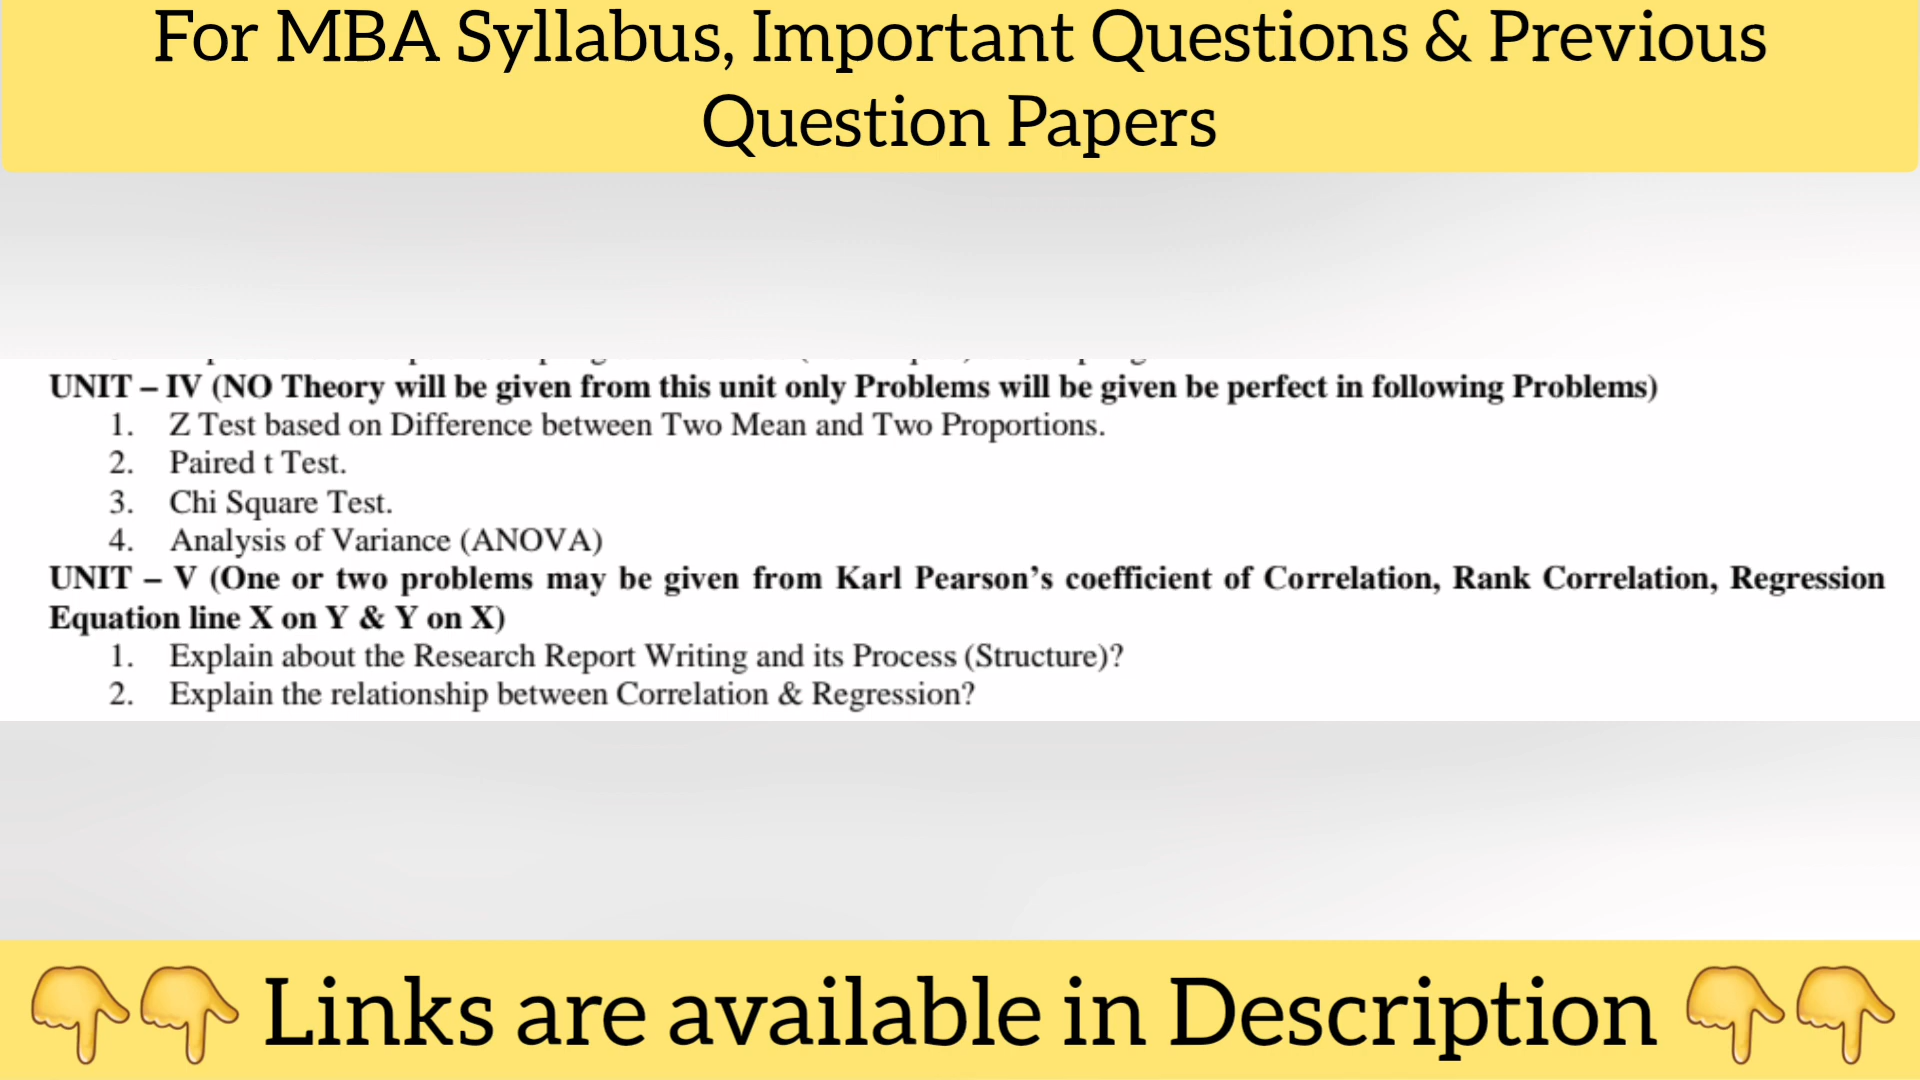 For MBA Syllabus, Important Questions & Previous
Question Papers
UNIT – IV (NO Theory will be given from this unit only Problems will be given be perfect in following Problems)
1. Z Test based on Difference between Two Mean and Two Proportions.
2. Paired t Test.
3. Chi Square Test.
4. Analysis of Variance (ANOVA)
UNIT – V (One or two problems may be given from Karl Pearson’s coefficient of Correlation, Rank Correlation, Regression
Equation line X on Y & Y on X)
1. Explain about the Research Report Writing and its Process (Structure)?
2. Explain the relationship between Correlation & Regression?
👇👇 Links are available in Description 👇👇